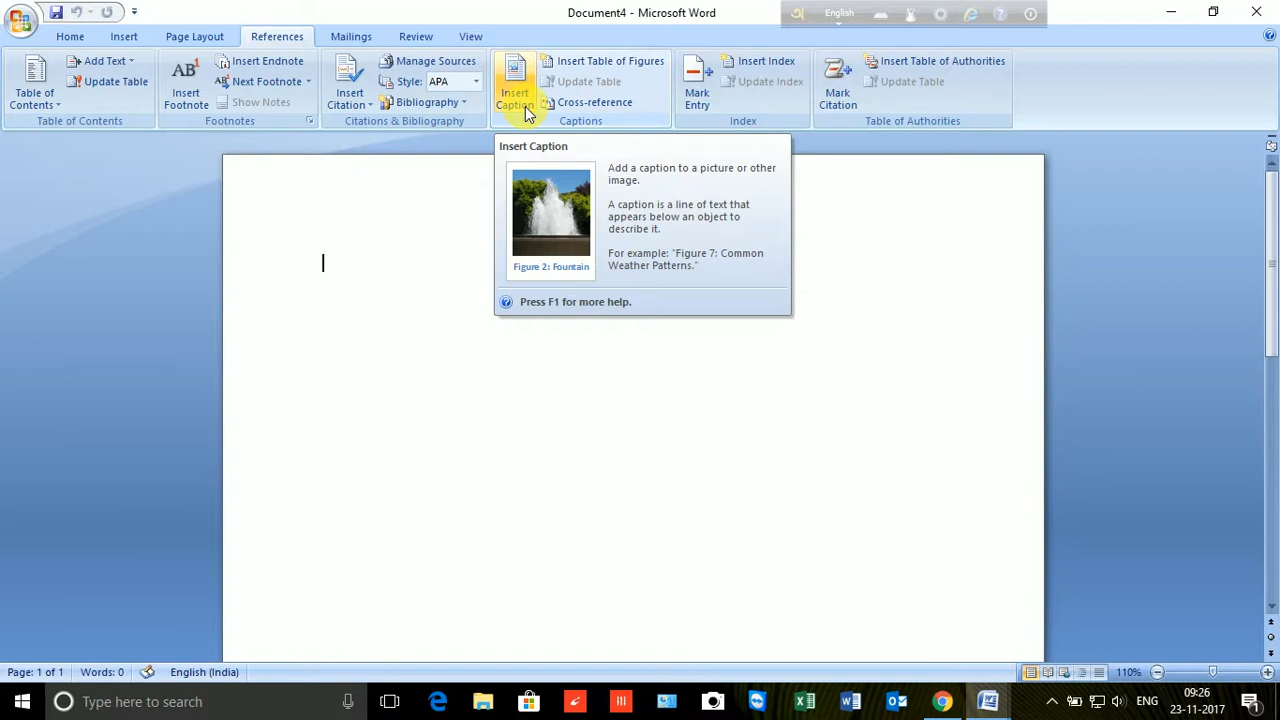 Document4 - Microsoft Word
English
Home Insert Page Layout References Mailings Review View
Table of Contents
Add Text
Update Table
Table of Contents
AB1
Insert Footnote
Insert Endnote
Next Footnote
Show Notes
Footnotes
Insert Citation
Manage Sources
Style: APA
Bibliography
Citations & Bibliography
Insert Caption
Insert Table of Figures
Update Table
Cross-reference
Captions
Mark Entry
Insert Index
Update Index
Index
Mark Citation
Insert Table of Authorities
Update Table
Table of Authorities
Insert Caption
Figure 2: Fountain
Add a caption to a picture or other
image.
A caption is a line of text that
appears below an object to
describe it.
For example: "Figure 7: Common
Weather Patterns."
Press F1 for more help.
Page: 1 of 1 Words: 0 English (India) 110%
Type here to search
ENG
09:26
23-11-2017